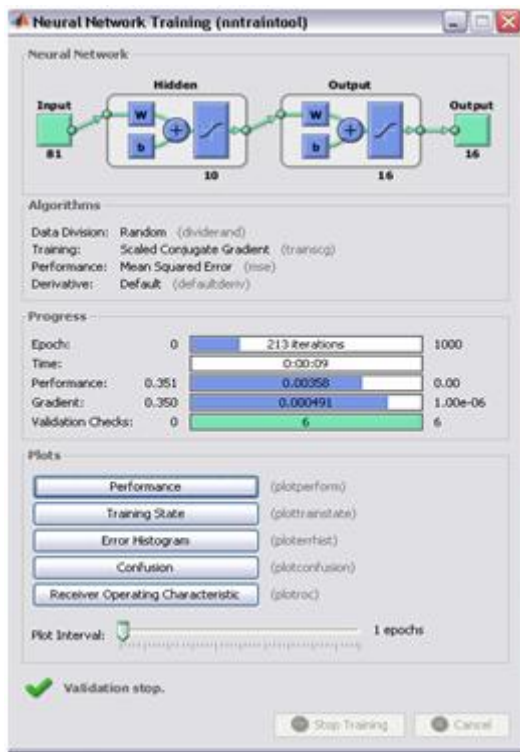 Neural Network Training (nntraintool)
Neural Network
Hidden
Output
Input
W
b
W
b
Output
81
10
16
16
Algorithms
Data Division: Random (dividerand)
Training: Scaled Conjugate Gradient (trainscg)
Performance: Mean Squared Error (mse)
Derivative: Default (defaultderiv)
Progress
Epoch: 0 213 iterations 1000
Time: 0:00:09
Performance: 0.351 0.00358 0.00
Gradient: 0.350 0.000491 1.00e-06
Validation Checks: 0 6 6
Plots
Performance (plotperform)
Training State (plottrainstate)
Error Histogram (ploterrhist)
Confusion (plotconfusion)
Receiver Operating Characteristic (plotroc)
Plot Interval: 1 epochs
Validation stop.
Stop Training Cancel